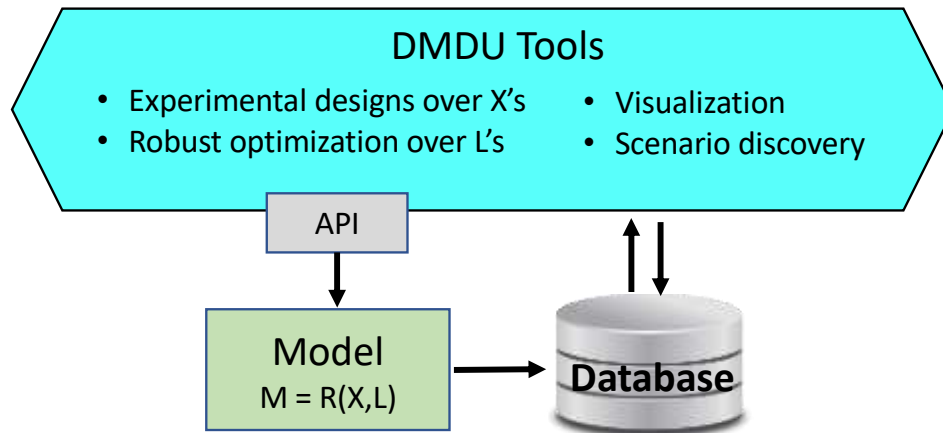 DMDU Tools
• Experimental designs over X's
• Robust optimization over L's
• Visualization
• Scenario discovery
API
Model
M = R(X,L)
Database